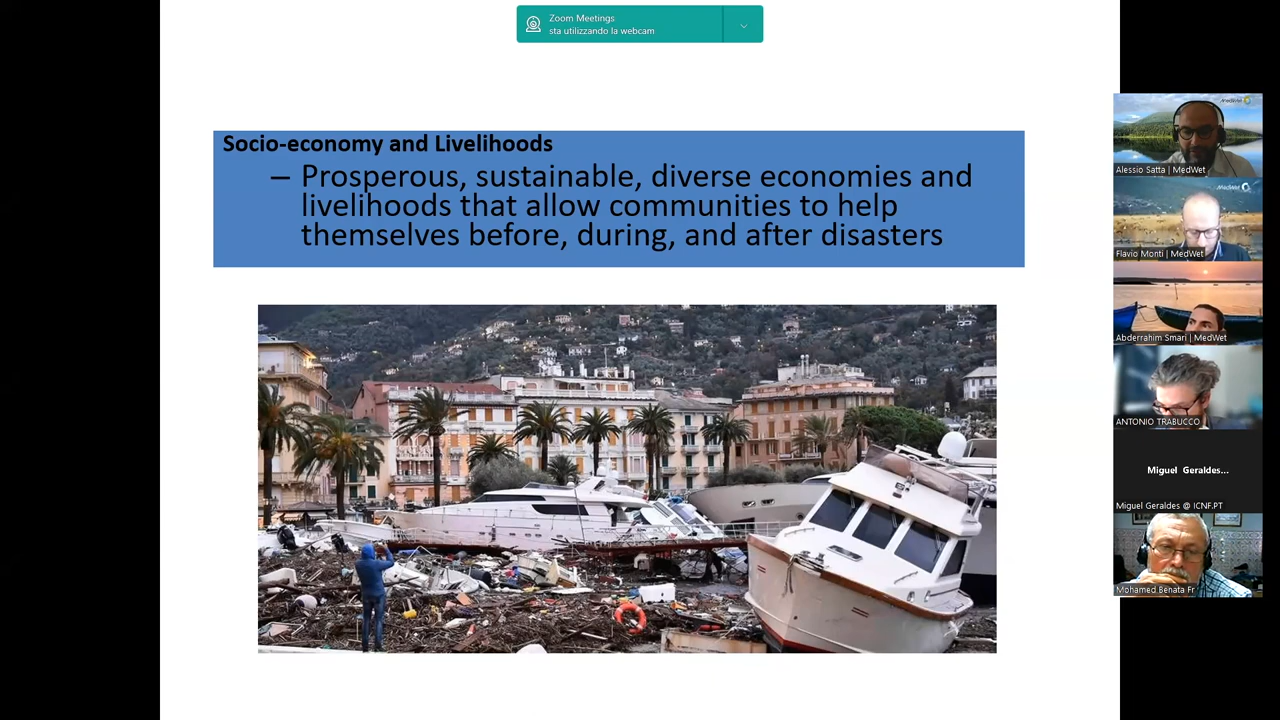 Zoom Meetings
sta utilizzando la webcam
Socio-economy and Livelihoods
– Prosperous, sustainable, diverse economies and
livelihoods that allow communities to help
themselves before, during, and after disasters
MedWet
Alessio Satta | MedWet
MedWet
Flavio Monti | MedWet
Abderrahim Smari | MedWet
ANTONIO TRABUCCO
Miguel Geraldes...
Miguel Geraldes @ ICNF.PT
Mohamed Benata Fr